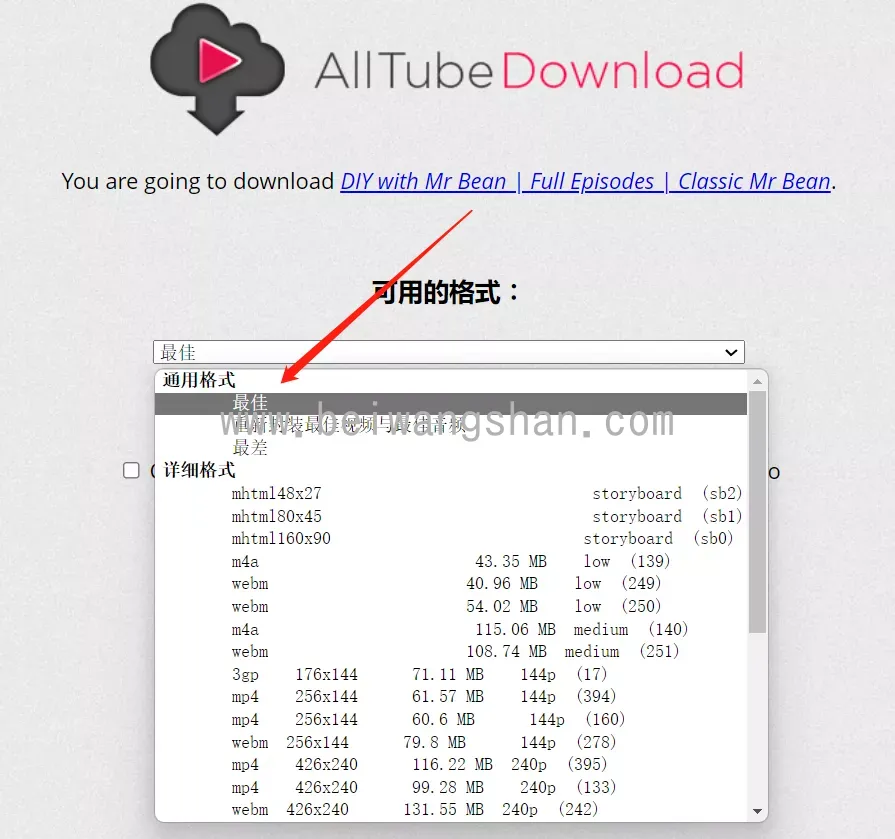 AllTubeDownload
You are going to download DIY with Mr Bean | Full Episodes | Classic Mr Bean.
可用的格式：
最佳
通用格式
最佳
重新封装最佳视频与最佳音频
www.beiwangshan.com
最差
详细格式
o
mhtml48x27 storyboard (sb2)
mhtml80x45 storyboard (sb1)
mhtml160x90 storyboard (sb0)
m4a 43.35 MB low (139)
webm 40.96 MB low (249)
webm 54.02 MB low (250)
m4a 115.06 MB medium (140)
webm 108.74 MB medium (251)
3gp 176x144 71.11 MB 144p (17)
mp4 256x144 61.57 MB 144p (394)
mp4 256x144 60.6 MB 144p (160)
webm 256x144 79.8 MB 144p (278)
mp4 426x240 116.22 MB 240p (395)
mp4 426x240 99.28 MB 240p (133)
webm 426x240 131.55 MB 240p (242)